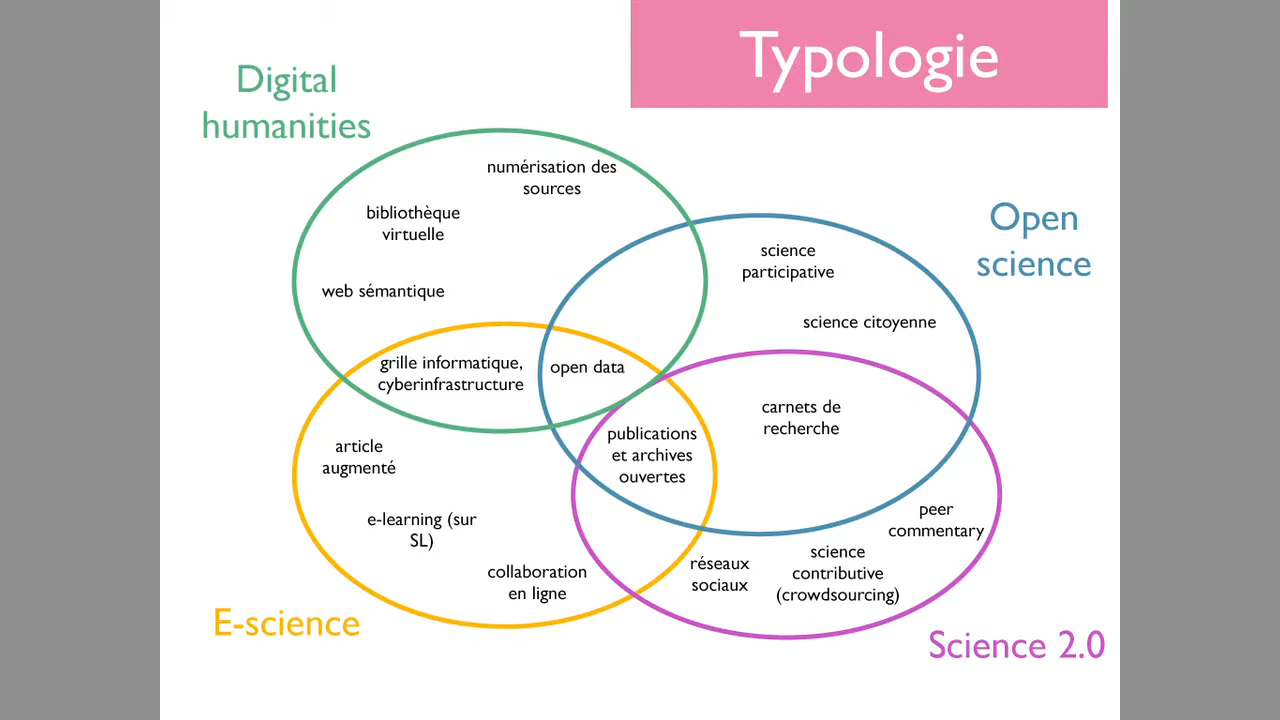 Typologie
Digital
humanities
numérisation des
sources
bibliothèque
virtuelle
web sémantique
Open
science
science
participative
science citoyenne
grille informatique,
cyberinfrastructure
open data
carnets de
recherche
publications
et archives
ouvertes
article
augmenté
e-learning (sur
SL)
collaboration
en ligne
peer
commentary
réseaux
sociaux
science
contributive
(crowdsourcing)
E-science
Science 2.0